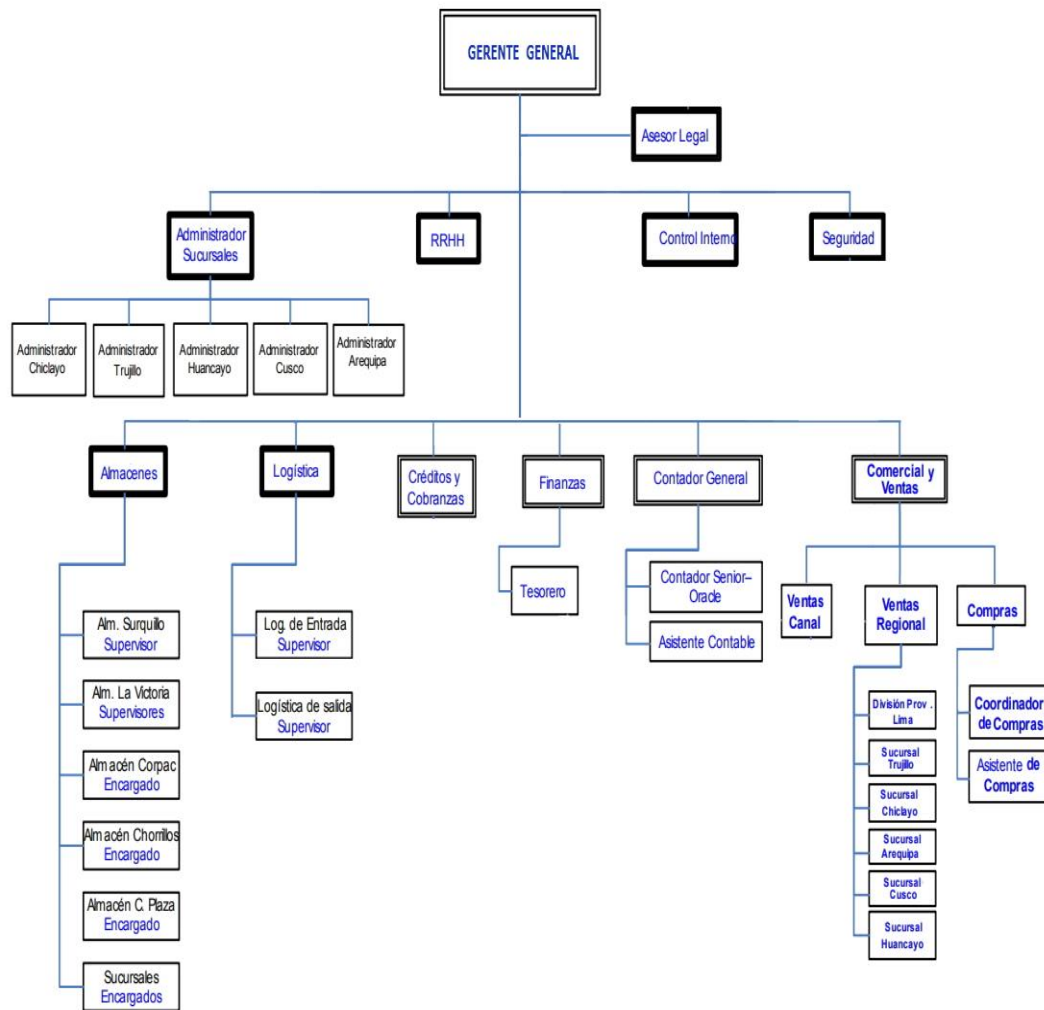 GERENTE GENERAL
Asesor Legal
Administrador
Sucursales
RRHH
Control Interno
Seguridad
Administrador
Chiclayo
Administrador
Trujillo
Administrador
Huancayo
Administrador
Cusco
Administrador
Arequipa
Almacenes
Logística
Créditos y
Cobranzas
Finanzas
Contador General
Comercial y
Ventas
Alm. Surquillo
Supervisor
Alm. La Victoria
Supervisores
Almacén Corpac
Encargado
Almacén Chorrillos
Encargado
Almacén C. Plaza
Encargado
Sucursales
Encargados
Log. de Entrada
Supervisor
Logística de salida
Supervisor
Tesorero
Contador Senior–
Oracle
Asistente Contable
Ventas
Canal
Ventas
Regional
Compras
División Prov .
Lima
Sucursal
Trujillo
Sucursal
Chiclayo
Sucursal
Arequipa
Sucursal
Cusco
Sucursal
Huancayo
Coordinador
de Compras
Asistente de
Compras